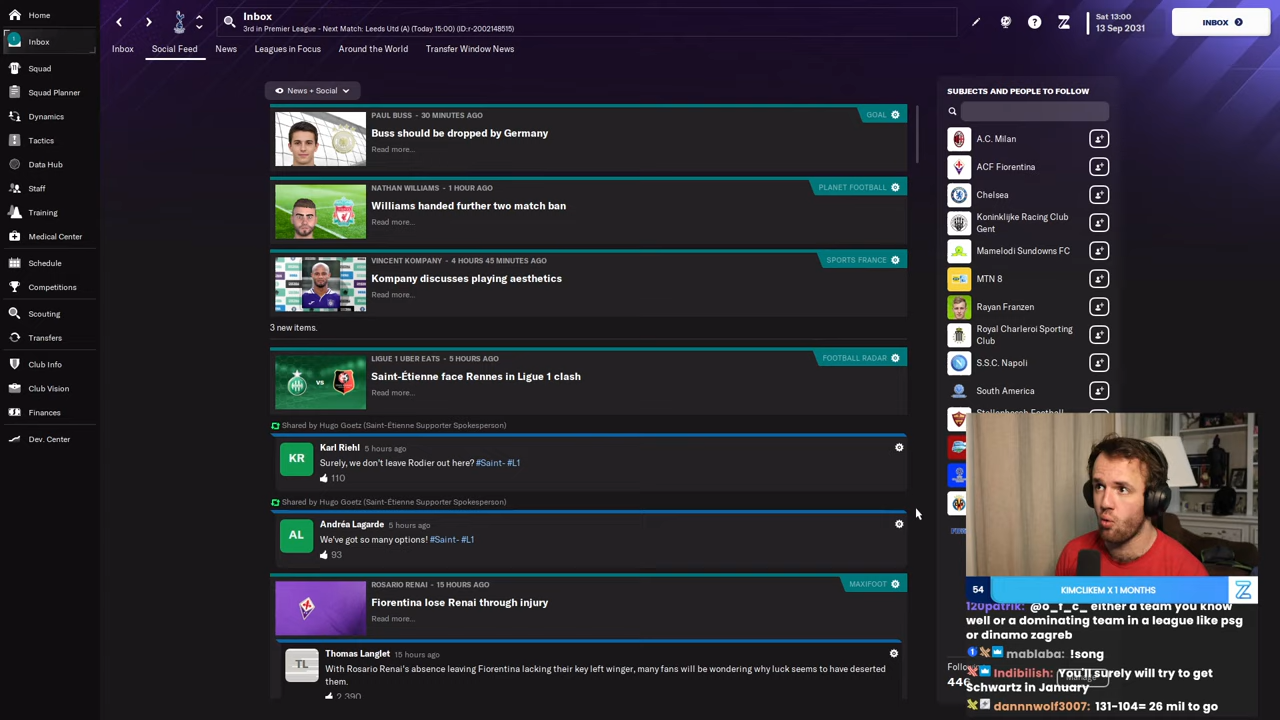 Home
Inbox
Squad
Squad Planner
Dynamics
Tactics
Data Hub
Staff
Training
Medical Center
Schedule
Competitions
Scouting
Transfers
Club Info
Club Vision
Finances
Dev. Center
Inbox
3rd in Premier League - Next Match: Leeds Utd (A) (Today 15:00) (ID:r-2002148515)
Sat 13:00
13 Sep 2031
INBOX
Inbox
Social Feed
News
Leagues in Focus
Around the World
Transfer Window News
News + Social
PAUL BUSS - 30 MINUTES AGO
GOAL
Buss should be dropped by Germany
Read more...
NATHAN WILLIAMS - 1 HOUR AGO
PLANET FOOTBALL
Williams handed further two match ban
Read more...
VINCENT KOMPANY - 4 HOURS 45 MINUTES AGO
SPORTS FRANCE
Kompany discusses playing aesthetics
Read more...
3 new items.
LIGUE 1 UBER EATS - 5 HOURS AGO
FOOTBALL RADAR
VS
Saint-Étienne face Rennes in Ligue 1 clash
Read more...
Shared by Hugo Goetz (Saint-Étienne Supporter Spokesperson)
KR
Karl Riehl 5 hours ago
Surely, we don't leave Rodier out here? #Saint- #L1
110
Shared by Hugo Goetz (Saint-Étienne Supporter Spokesperson)
AL
Andréa Lagarde 5 hours ago
We've got so many options! #Saint- #L1
93
ROSARIO RENAI - 15 HOURS AGO
MAXIFOOT
Fiorentina lose Renai through injury
Read more...
TL
Thomas Langlet 15 hours ago
With Rosario Renai's absence leaving Fiorentina lacking their key left winger, many fans will be wondering why luck seems to have deserted
them.
2,390
SUBJECTS AND PEOPLE TO FOLLOW
A.C. Milan
ACF Fiorentina
Chelsea
Koninklijke Racing Club
Gent
Mamelodi Sundowns FC
MTN 8
Rayan Franzen
Royal Charleroi Sporting
Club
S.S.C. Napoli
South America
Stellenbosch Football
54
KIMCLIKEM X 1 MONTHS
120patrik: @o_f_c_ either a team you know
well or a dominating team in a league like psg
or dinamo zagreb
mablaba: !song
Indibilish: You'll surely will try to get
Schwartz in January
dannnwolf3007: 131-104= 26 mil to go
446
Manage